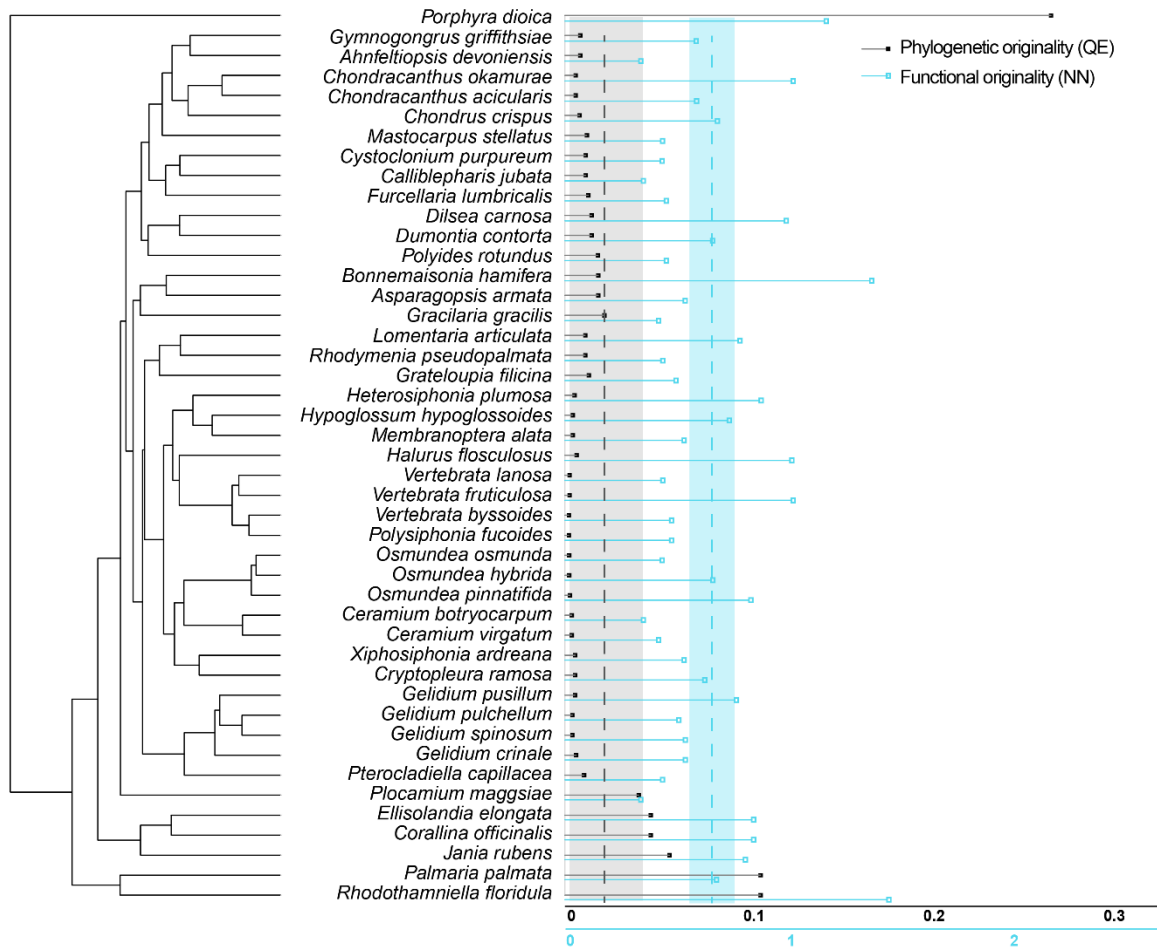 Porphyra dioica
Gymnogongrus griffithsiae
Ahnfeltiopsis devoniensis
Chondracanthus okamurae
Chondracanthus acicularis
Chondrus crispus
Mastocarpus stellatus
Cystoclonium purpureum
Calliblepharis jubata
Furcellaria lumbricalis
Dilsea carnosa
Dumontia contorta
Polyides rotundus
Bonnemaisonia hamifera
Asparagopsis armata
Gracilaria gracilis
Lomentaria articulata
Rhodymenia pseudopalmata
Grateloupia filicina
Heterosiphonia plumosa
Hypoglossum hypoglossoides
Membranoptera alata
Halurus flosculosus
Vertebrata lanosa
Vertebrata fruticulosa
Vertebrata byssoides
Polysiphonia fucoides
Osmundea osmunda
Osmundea hybrida
Osmundea pinnatifida
Ceramium botryocarpum
Ceramium virgatum
Xiphosiphonia ardreana
Cryptopleura ramosa
Gelidium pusillum
Gelidium pulchellum
Gelidium spinosum
Gelidium crinale
Pterocladiella capillacea
Plocamium maggsiae
Ellisolandia elongata
Corallina officinalis
Jania rubens
Palmaria palmata
Rhodothamniella floridula
Phylogenetic originality (QE)
Functional originality (NN)
0 0.1 0.2 0.3
0 1 2